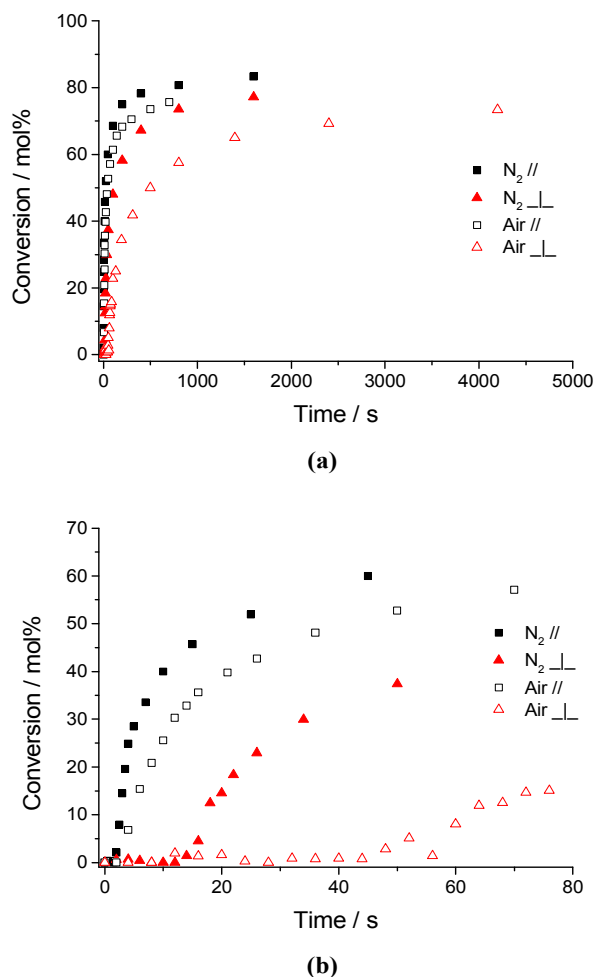 Conversion / mol%
100
80
60
40
20
0
N₂ //
N₂ _|_
Air //
Air _|_
0 1000 2000 3000 4000 5000
Time / s
(a)
Conversion / mol%
70
60
50
40
30
20
10
0
N₂ //
N₂ _|_
Air //
Air _|_
0 20 40 60 80
Time / s
(b)